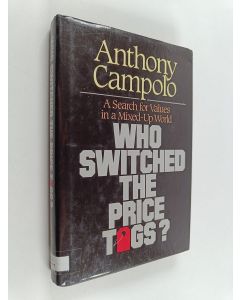 Anthony
Campolo
A Search for Values
in a Mixed-Up World
WHO
SWITCHED
THE
PRICE
TAGS?